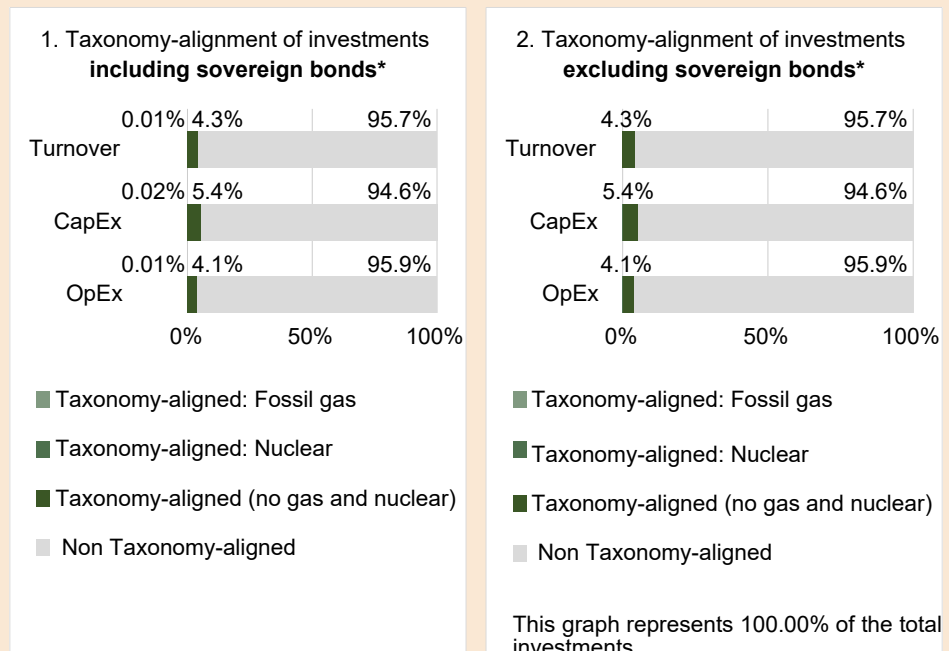 1. Taxonomy-alignment of investments
including sovereign bonds*
0.01% 4.3% 95.7%
Turnover
0.02% 5.4% 94.6%
CapEx
0.01% 4.1% 95.9%
OpEx
0% 50% 100%
Taxonomy-aligned: Fossil gas
Taxonomy-aligned: Nuclear
Taxonomy-aligned (no gas and nuclear)
Non Taxonomy-aligned
2. Taxonomy-alignment of investments
excluding sovereign bonds*
4.3% 95.7%
Turnover
5.4% 94.6%
CapEx
4.1% 95.9%
OpEx
0% 50% 100%
Taxonomy-aligned: Fossil gas
Taxonomy-aligned: Nuclear
Taxonomy-aligned (no gas and nuclear)
Non Taxonomy-aligned
This graph represents 100.00% of the total
investments